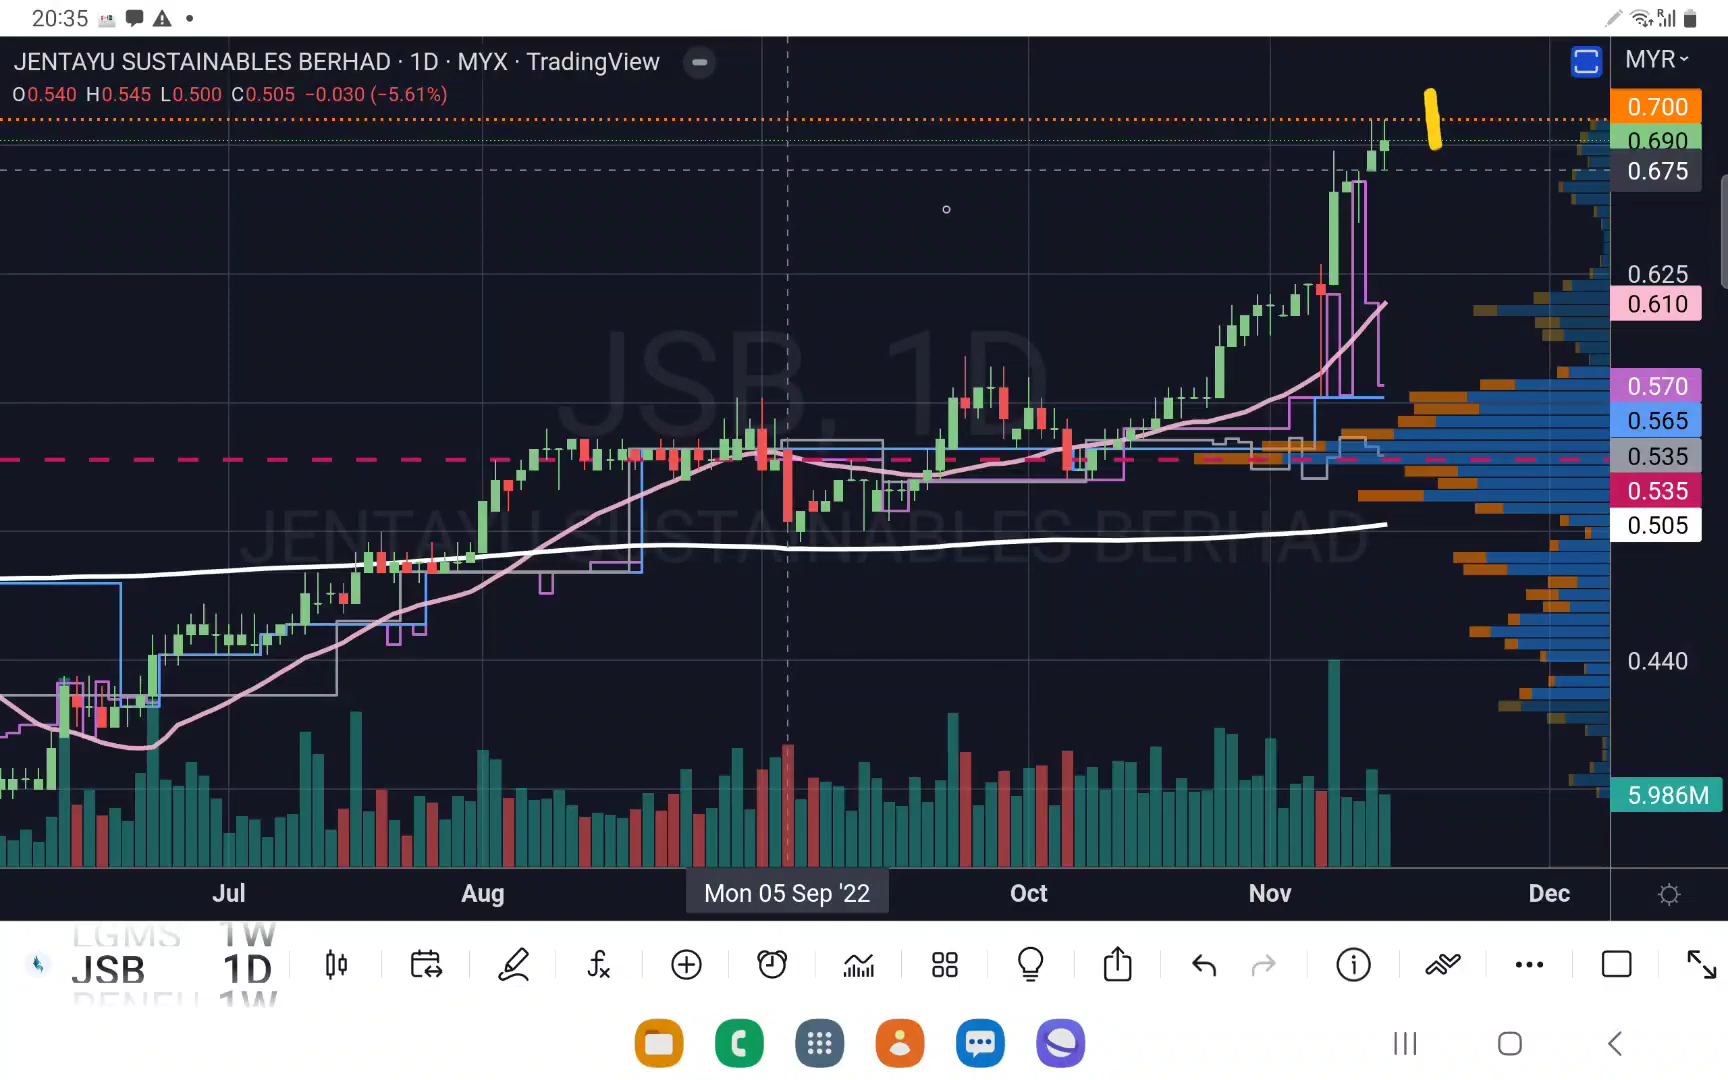 20:35
JENTAYU SUSTAINABLES BERHAD · 1D · MYX · TradingView
O0.540 H0.545 L0.500 C0.505 −0.030 (−5.61%)
MYR
0.700
0.690
0.675
0.625
0.610
0.570
0.565
0.535
0.535
0.505
0.440
5.986M
JSB, 1D
JENTAYU SUSTAINABLES BERHAD
Jul Aug Mon 05 Sep '22 Oct Nov Dec
LGMS 1W
JSB 1D
1W